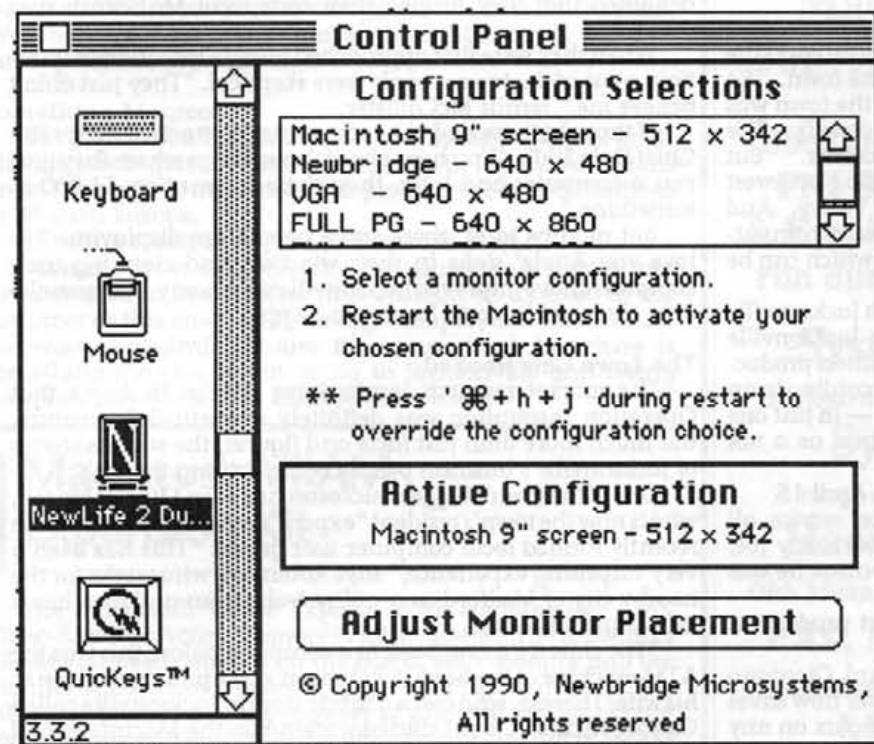 Control Panel
Keyboard
Mouse
NewLife 2 Du...
QuicKeys™
3.3.2
Configuration Selections
Macintosh 9" screen - 512 x 342
Newbridge - 640 x 480
VGA - 640 x 480
FULL PG - 640 x 860
1. Select a monitor configuration.
2. Restart the Macintosh to activate your
chosen configuration.
** Press ' ⌘ + h + j ' during restart to
override the configuration choice.
Active Configuration
Macintosh 9" screen - 512 x 342
Adjust Monitor Placement
© Copyright 1990, Newbridge Microsystems,
All rights reserved